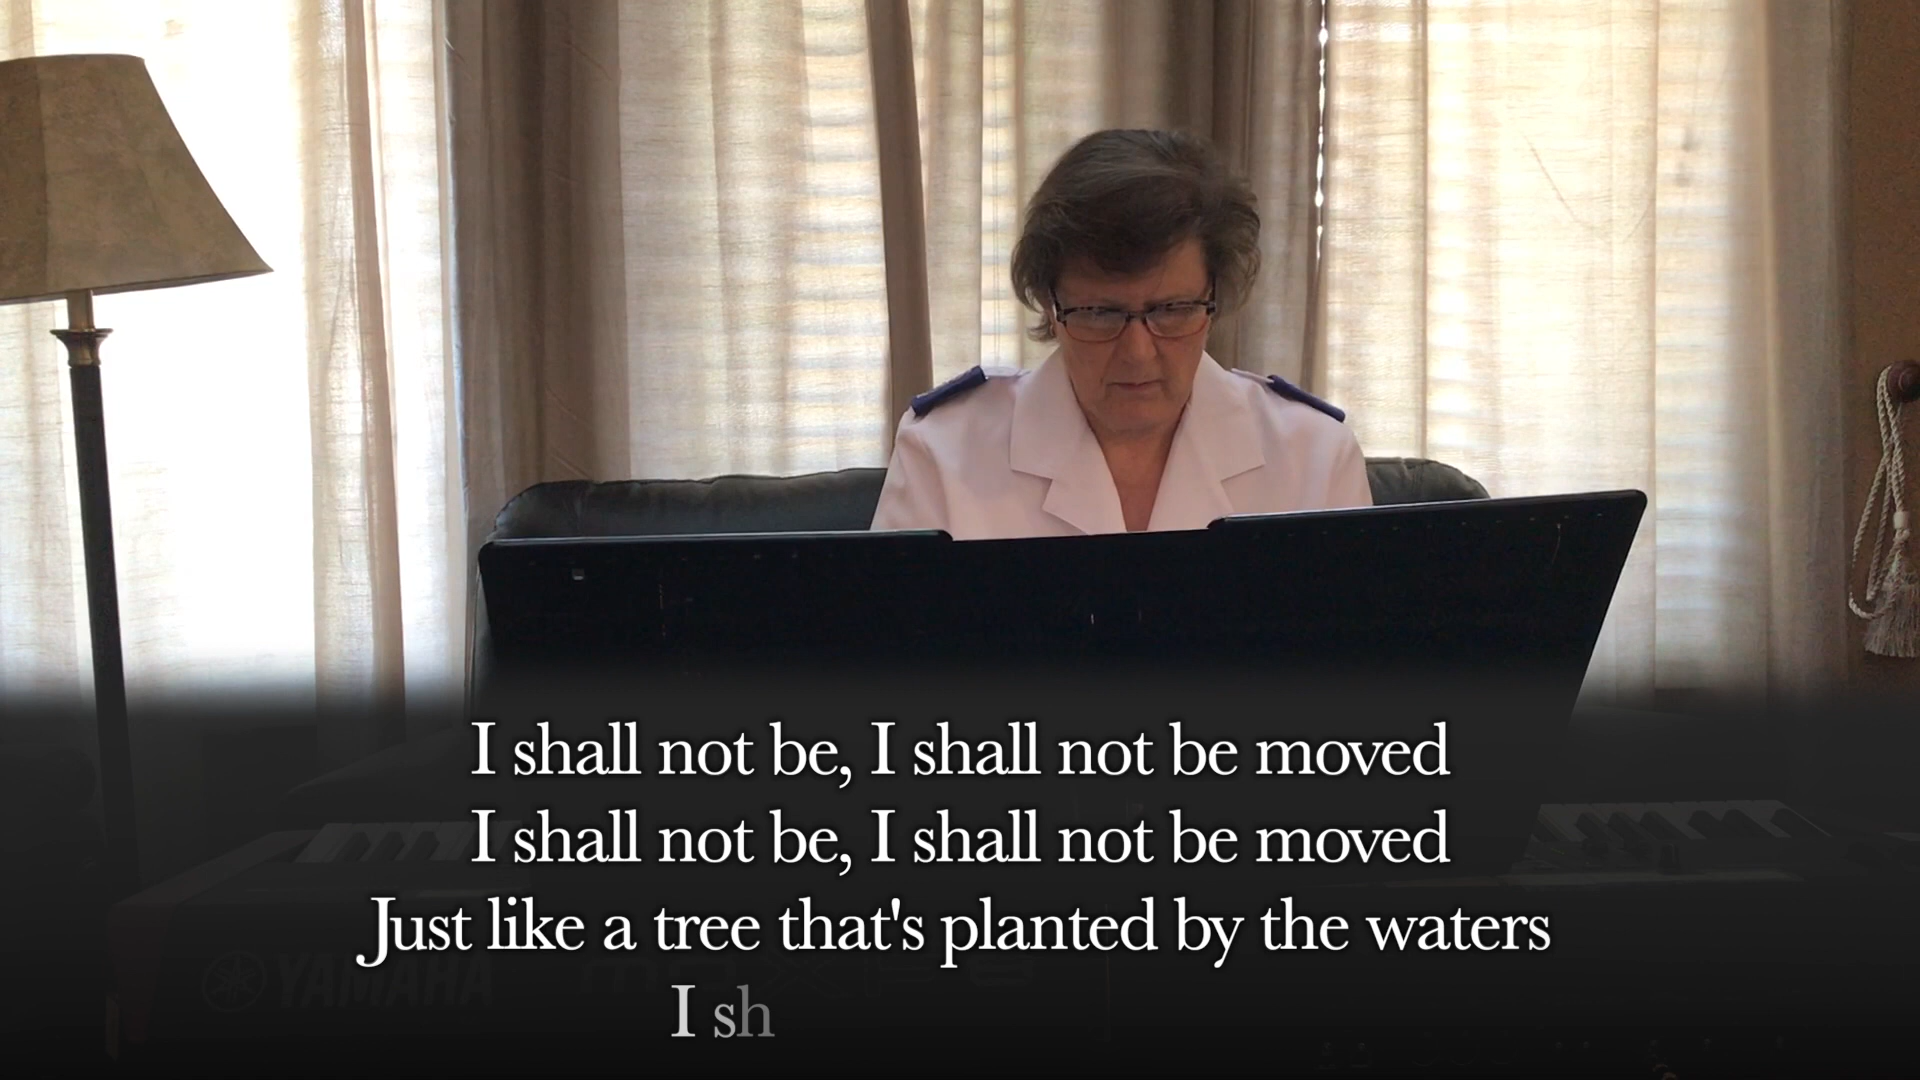 I shall not be, I shall not be moved
I shall not be, I shall not be moved
Just like a tree that's planted by the waters
YAMAHA
I sh